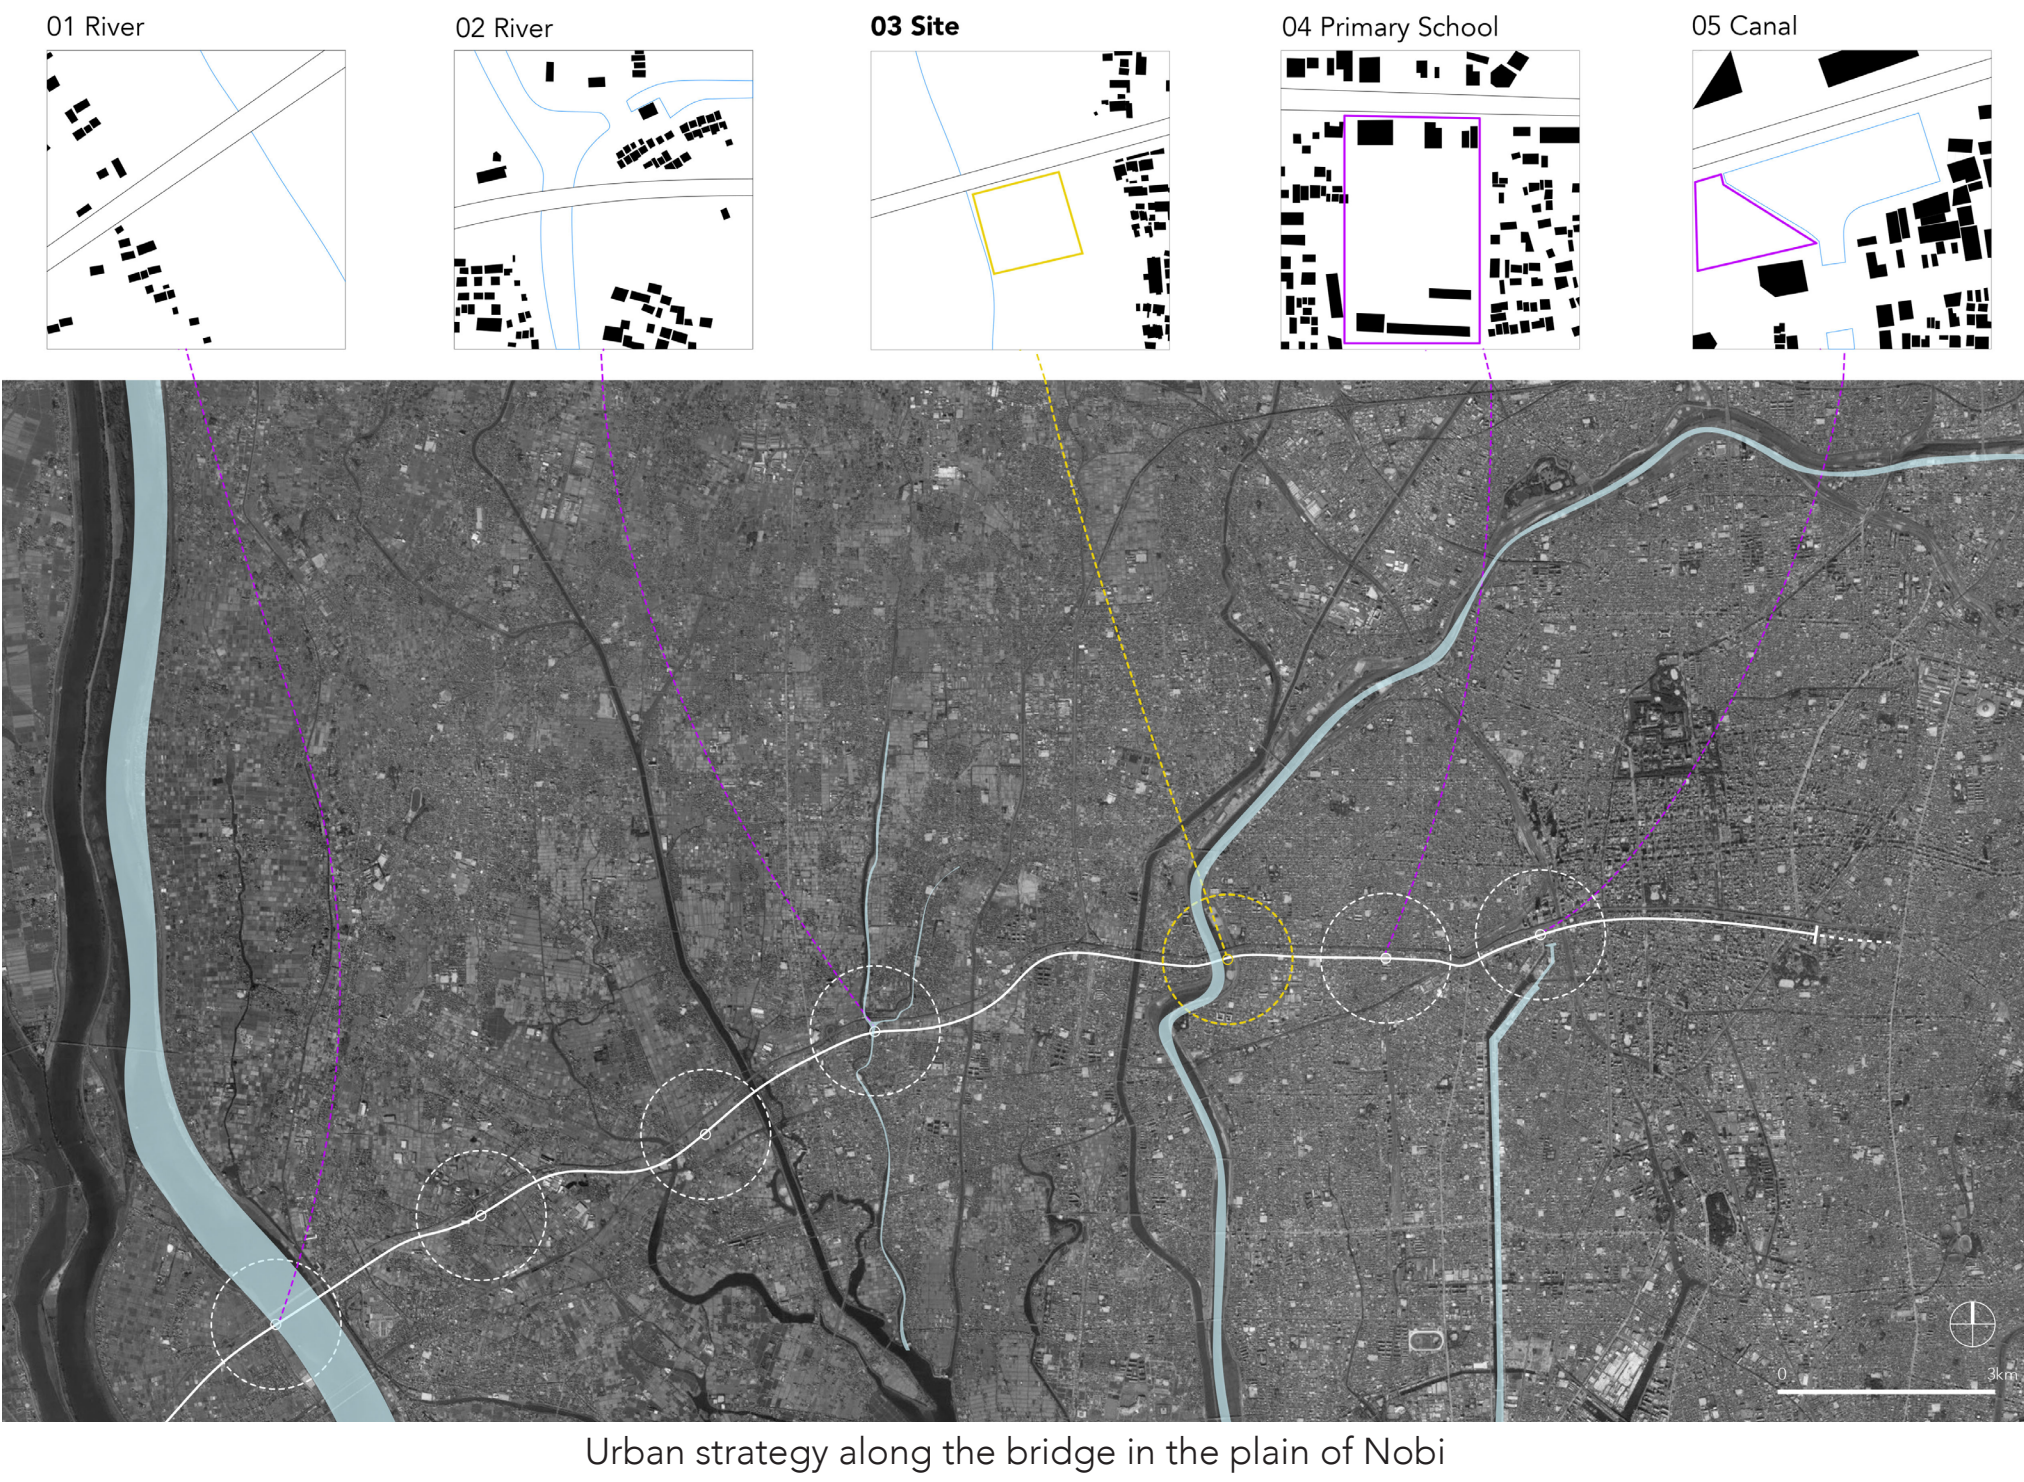 01 River
02 River
03 Site
04 Primary School
05 Canal
0
3km
Urban strategy along the bridge in the plain of Nobi